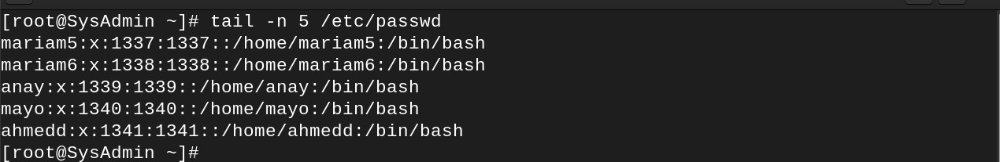 [root@SysAdmin ~]# tail -n 5 /etc/passwd
mariam5:x:1337:1337::/home/mariam5:/bin/bash
mariam6:x:1338:1338::/home/mariam6:/bin/bash
anay:x:1339:1339::/home/anay:/bin/bash
mayo:x:1340:1340::/home/mayo:/bin/bash
ahmedd:x:1341:1341::/home/ahmedd:/bin/bash
[root@SysAdmin ~]#